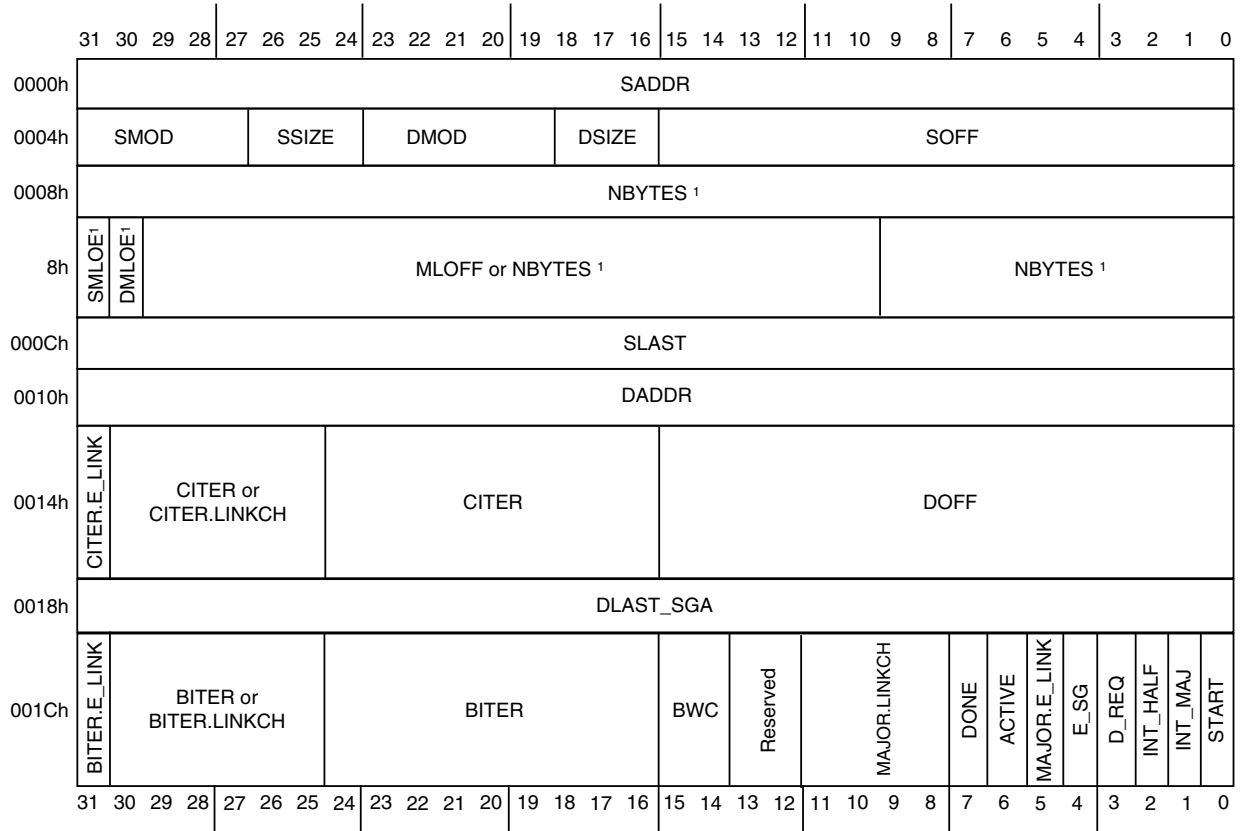 31 30 29 28 27 26 25 24 23 22 21 20 19 18 17 16 15 14 13 12 11 10 9 8 7 6 5 4 3 2 1 0
0000h SADDR
0004h SMOD SSIZE DMOD DSIZE SOFF
0008h NBYTES 1
8h SMLOE1 DMLOE1 MLOFF or NBYTES 1 NBYTES 1
000Ch SLAST
0010h DADDR
0014h CITER.E_LINK CITER or
CITER.LINKCH CITER DOFF
0018h DLAST_SGA
001Ch BITER.E_LINK BITER or
BITER.LINKCH BITER BWC Reserved MAJOR.LINKCH DONE ACTIVE MAJOR.E_LINK E_SG D_REQ INT_HALF INT_MAJ START
31 30 29 28 27 26 25 24 23 22 21 20 19 18 17 16 15 14 13 12 11 10 9 8 7 6 5 4 3 2 1 0